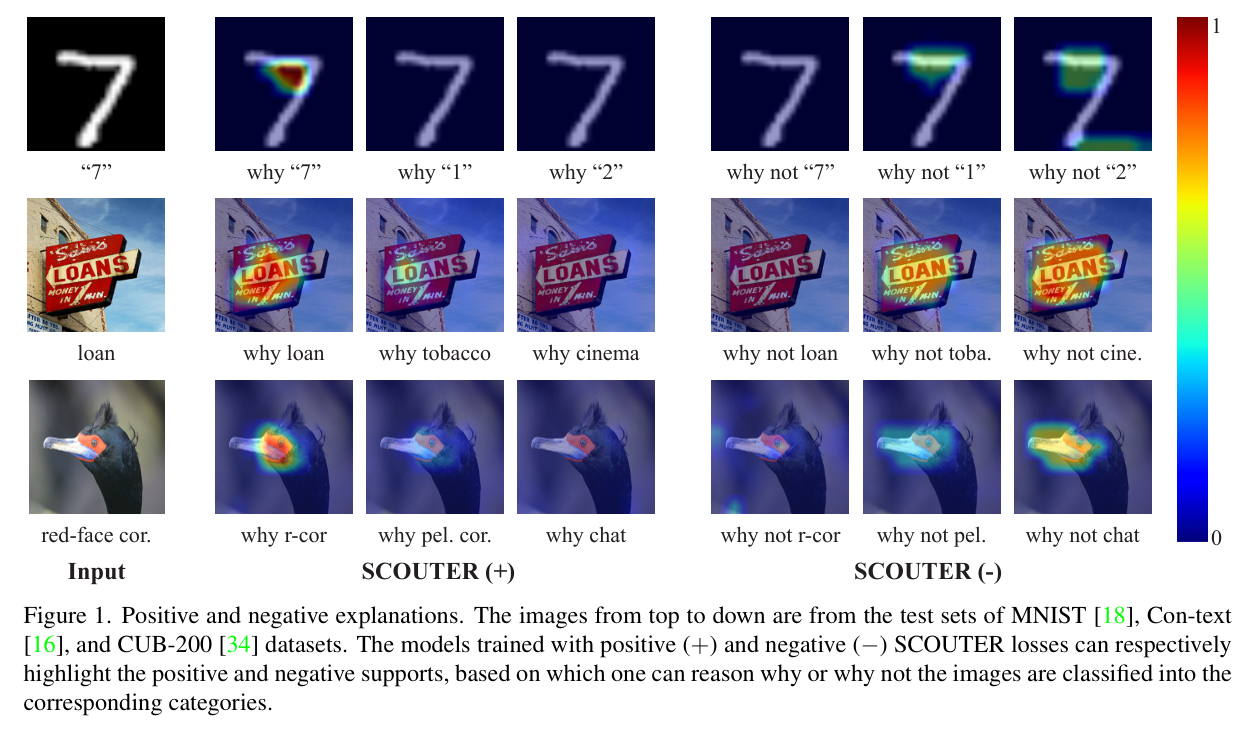 1
"7" why "7" why "1" why "2" why not "7" why not "1" why not "2"
Sam's
LOANS
MONEY
IN 1 MIN.
loan why loan why tobacco why cinema why not loan why not toba. why not cine.
red-face cor. why r-cor why pel. cor. why chat why not r-cor why not pel. why not chat
0
Input SCOUTER (+) SCOUTER (-)
Figure 1. Positive and negative explanations. The images from top to down are from the test sets of MNIST [18], Con-text
[16], and CUB-200 [34] datasets. The models trained with positive (+) and negative (−) SCOUTER losses can respectively
highlight the positive and negative supports, based on which one can reason why or why not the images are classified into the
corresponding categories.